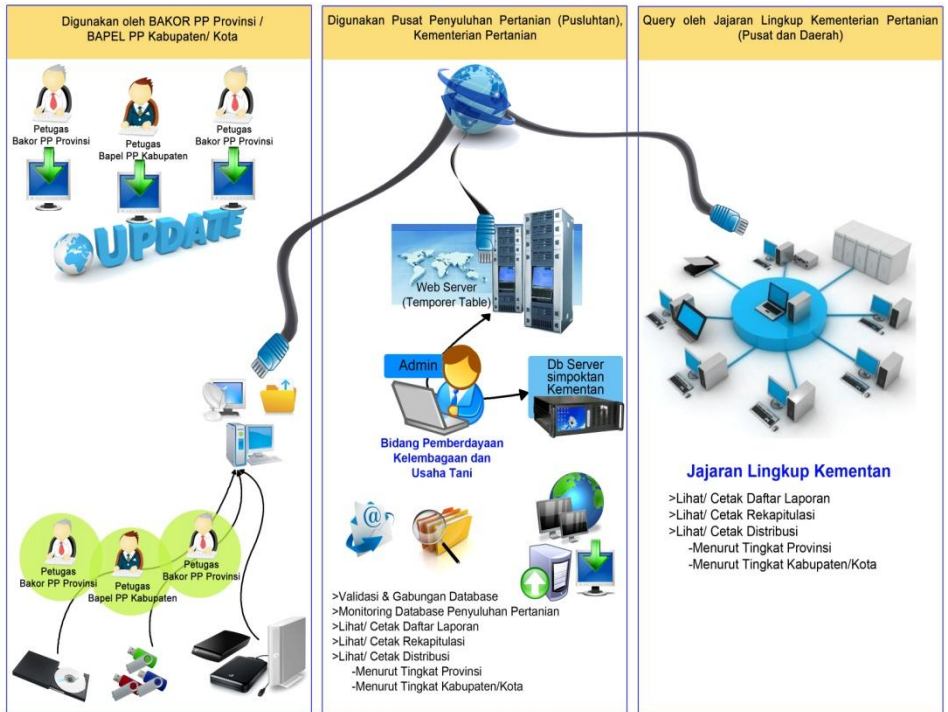 Digunakan oleh BAKOR PP Provinsi /
BAPEL PP Kabupaten/ Kota
Petugas
Bakor PP Provinsi
Petugas
Bapel PP Kabupaten
Petugas
Bakor PP Provinsi
UPDATE
Petugas
Bakor PP Provinsi
Petugas
Bapel PP Kabupaten
Petugas
Bakor PP Provinsi
Digunakan Pusat Penyuluhan Pertanian (Pusluhtan),
Kementerian Pertanian
Web Server
(Temporer Table)
Admin
Db Server
simpoktan
Kementan
Bidang Pemberdayaan
Kelembagaan dan
Usaha Tani
@
>Validasi & Gabungan Database
>Monitoring Database Penyuluhan Pertanian
>Lihat/ Cetak Daftar Laporan
>Lihat/ Cetak Rekapitulasi
>Lihat/ Cetak Distribusi
-Menurut Tingkat Provinsi
-Menurut Tingkat Kabupaten/Kota
Query oleh Jajaran Lingkup Kementerian Pertanian
(Pusat dan Daerah)
Jajaran Lingkup Kementan
>Lihat/ Cetak Daftar Laporan
>Lihat/ Cetak Rekapitulasi
>Lihat/ Cetak Distribusi
-Menurut Tingkat Provinsi
-Menurut Tingkat Kabupaten/Kota